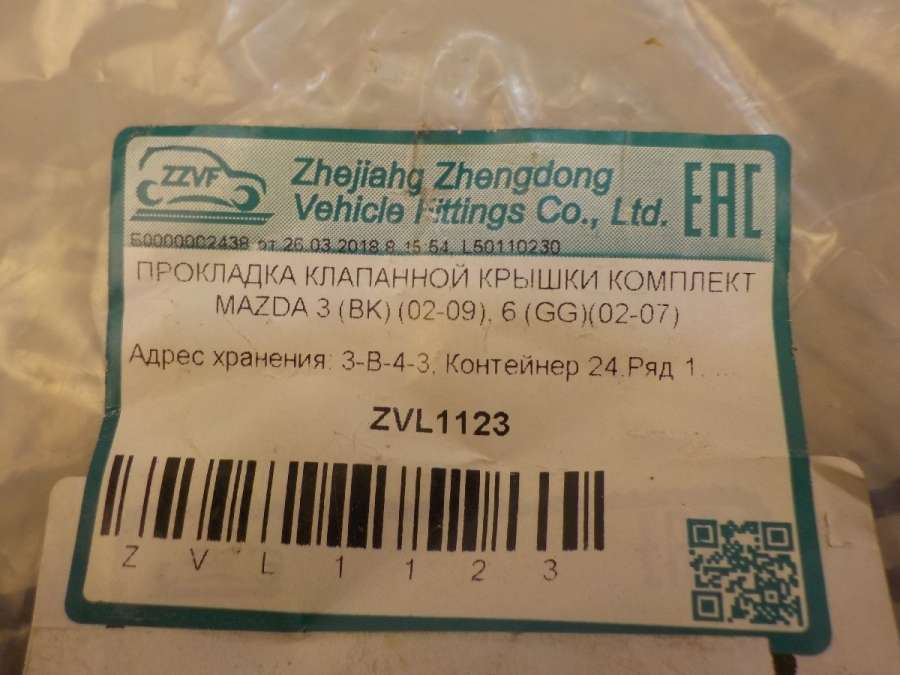 ZZVF
Zhejiahg Zhengdong
Vehicle Fittings Co., Ltd.
EAC
Б0000002438 от 26.03.2018 8:15:54, L50110230
ПРОКЛАДКА КЛАПАННОЙ КРЫШКИ КОМПЛЕКТ
MAZDA 3 (BK) (02-09), 6 (GG)(02-07)
Адрес хранения: 3-B-4-3, Контейнер 24.Ряд 1. ...
ZVL1123
Z V L 1 1 2 3